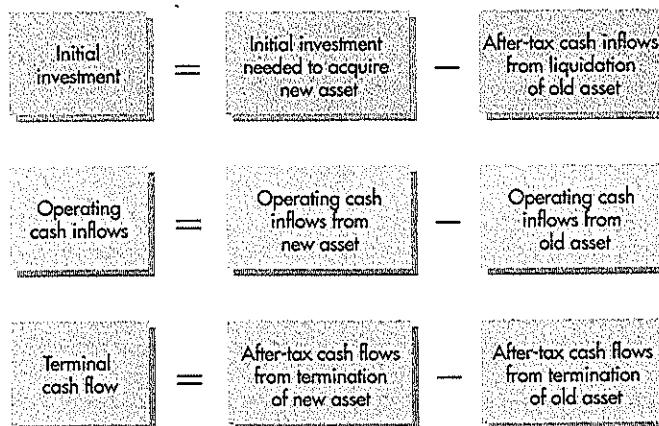 Initial
investment
=
Initial investment
needed to acquire
new asset
–
After-tax cash inflows
from liquidation
of old asset
Operating
cash inflows
=
Operating cash
inflows from
new asset
–
Operating cash
inflows from
old asset
Terminal
cash flow
=
After-tax cash flows
from termination
of new asset
–
After-tax cash flows
from termination
of old asset